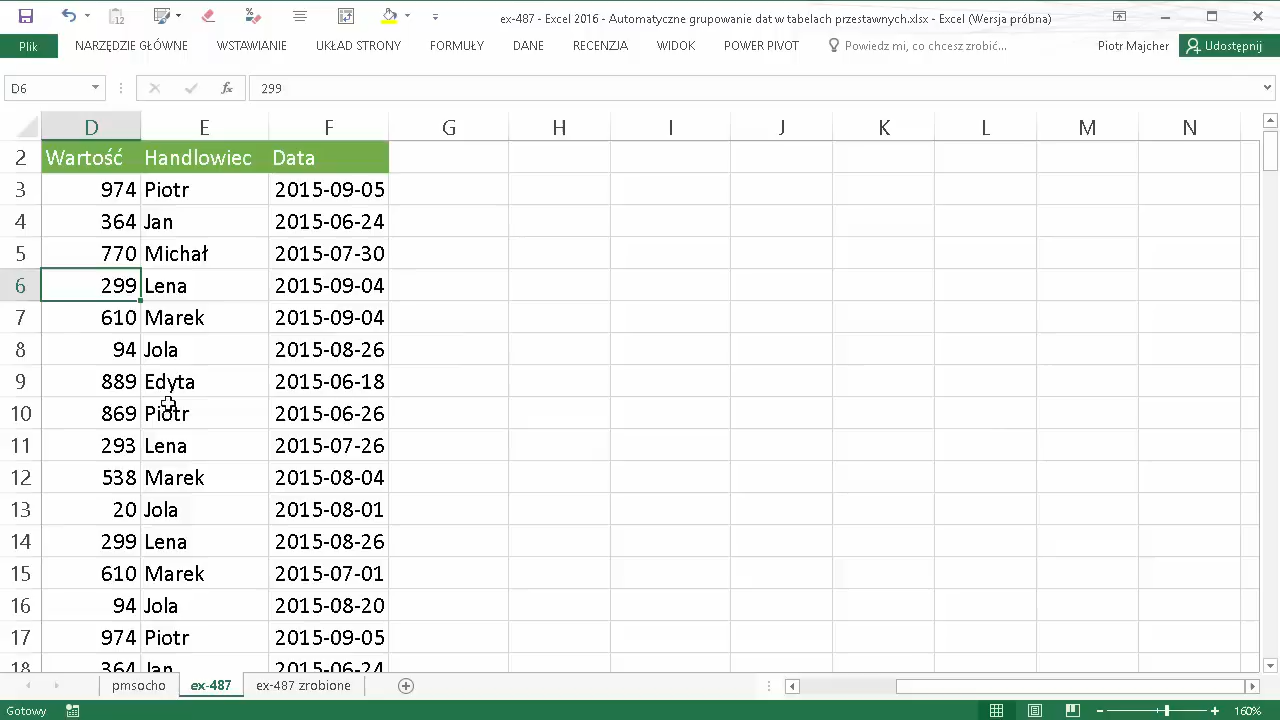 ex-487 - Excel 2016 - Automatyczne grupowanie dat w tabelach przestawnych.xlsx - Excel (Wersja próbna)
Plik NARZĘDZIE GŁÓWNE WSTAWIANIE UKŁAD STRONY FORMUŁY DANE RECENZJA WIDOK POWER PIVOT Powiedz mi, co chcesz zrobić... Piotr Majcher Udostępnij
D6 fx 299
D E F G H I J K L M N
2 Wartość Handlowiec Data
3 974 Piotr 2015-09-05
4 364 Jan 2015-06-24
5 770 Michał 2015-07-30
6 299 Lena 2015-09-04
7 610 Marek 2015-09-04
8 94 Jola 2015-08-26
9 889 Edyta 2015-06-18
10 869 Piotr 2015-06-26
11 293 Lena 2015-07-26
12 538 Marek 2015-08-04
13 20 Jola 2015-08-01
14 299 Lena 2015-08-26
15 610 Marek 2015-07-01
16 94 Jola 2015-08-20
17 974 Piotr 2015-09-05
18 364 Jan 2015-06-24
pmsocho ex-487 ex-487 zrobione
Gotowy 160%